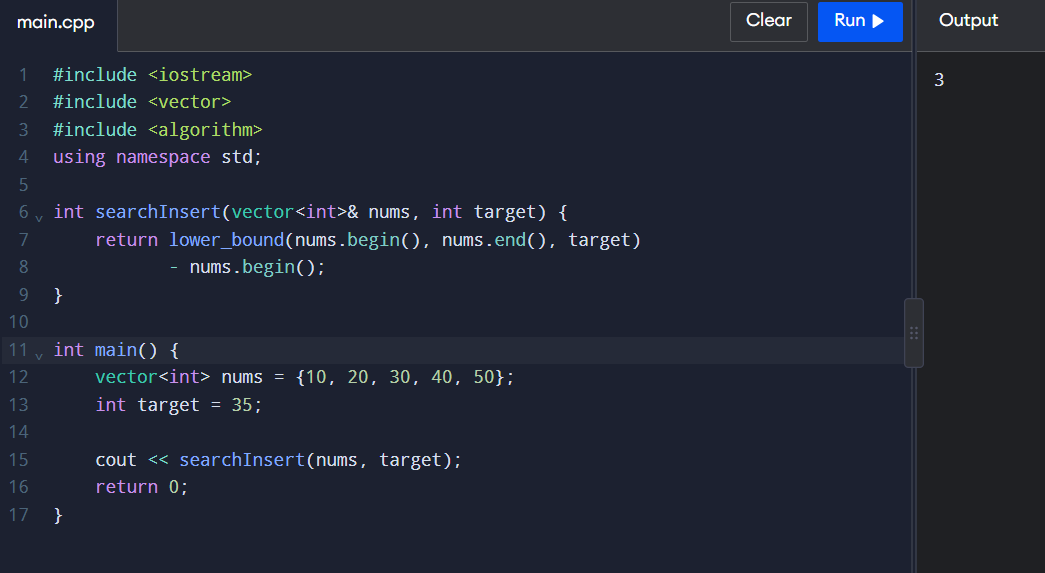 main.cpp
Clear
Run
Output
1 #include <iostream>
2 #include <vector>
3 #include <algorithm>
4 using namespace std;
5
6 int searchInsert(vector<int>& nums, int target) {
7     return lower_bound(nums.begin(), nums.end(), target)
8            - nums.begin();
9 }
10
11 int main() {
12     vector<int> nums = {10, 20, 30, 40, 50};
13     int target = 35;
14
15     cout << searchInsert(nums, target);
16     return 0;
17 }
3